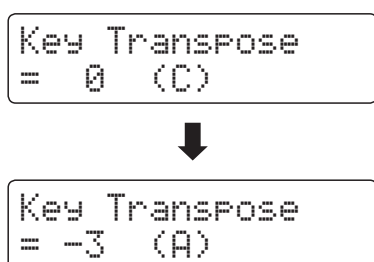 Key Transpose
= 0 (C)
Key Transpose
= -3 (A)